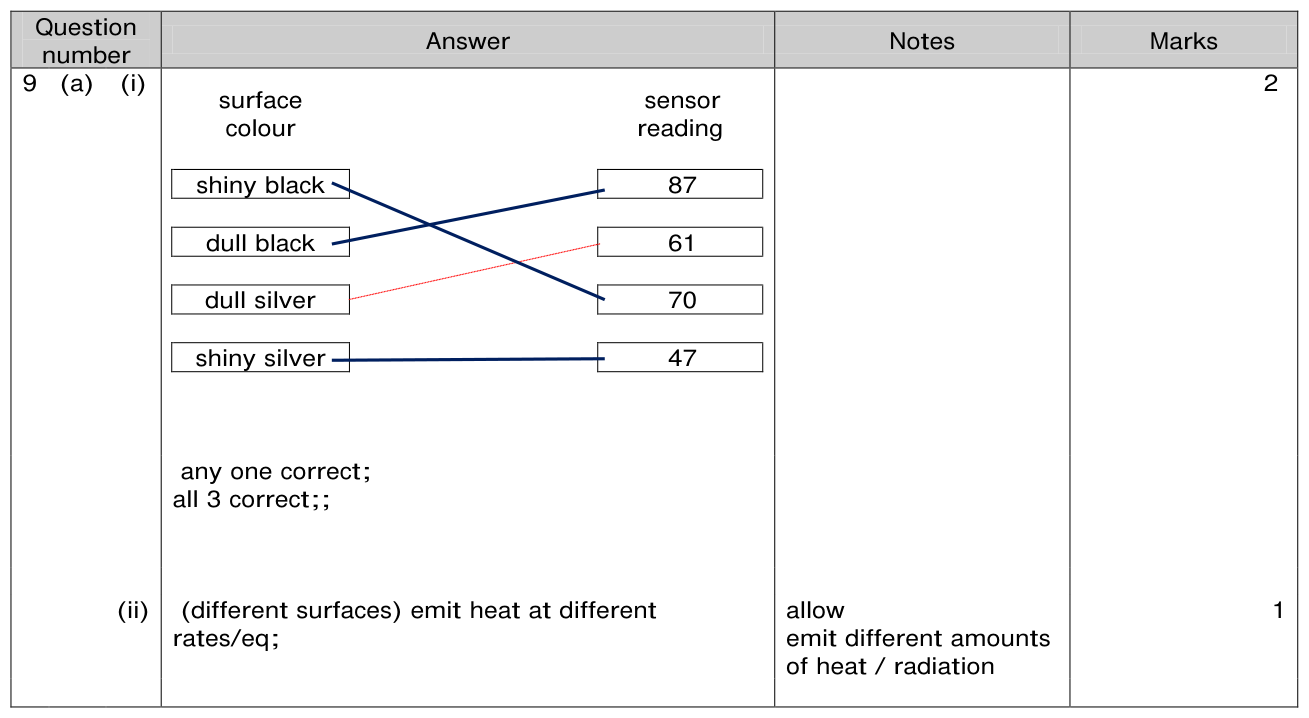 Question
number
Answer
Notes
Marks
9 (a) (i)
2
surface
colour
sensor
reading
shiny black
87
dull black
61
dull silver
70
shiny silver
47
any one correct;
all 3 correct;;
(ii)
(different surfaces) emit heat at different
rates/eq;
allow
emit different amounts
of heat / radiation
1